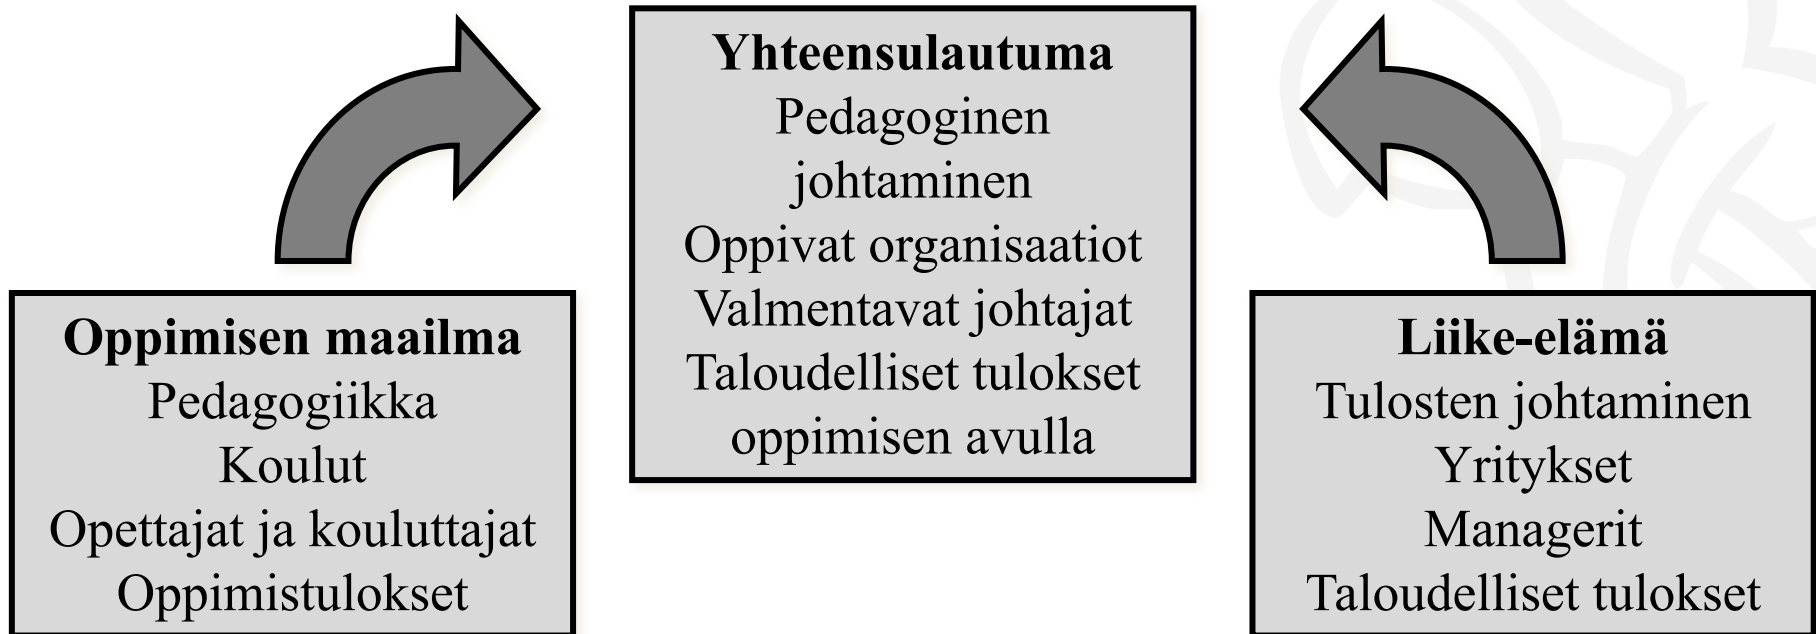 Yhteensulautuma
Pedagoginen
johtaminen
Oppivat organisaatiot
Valmentavat johtajat
Taloudelliset tulokset
oppimisen avulla
Oppimisen maailma
Pedagogiikka
Koulut
Opettajat ja kouluttajat
Oppimistulokset
Liike-elämä
Tulosten johtaminen
Yritykset
Managerit
Taloudelliset tulokset